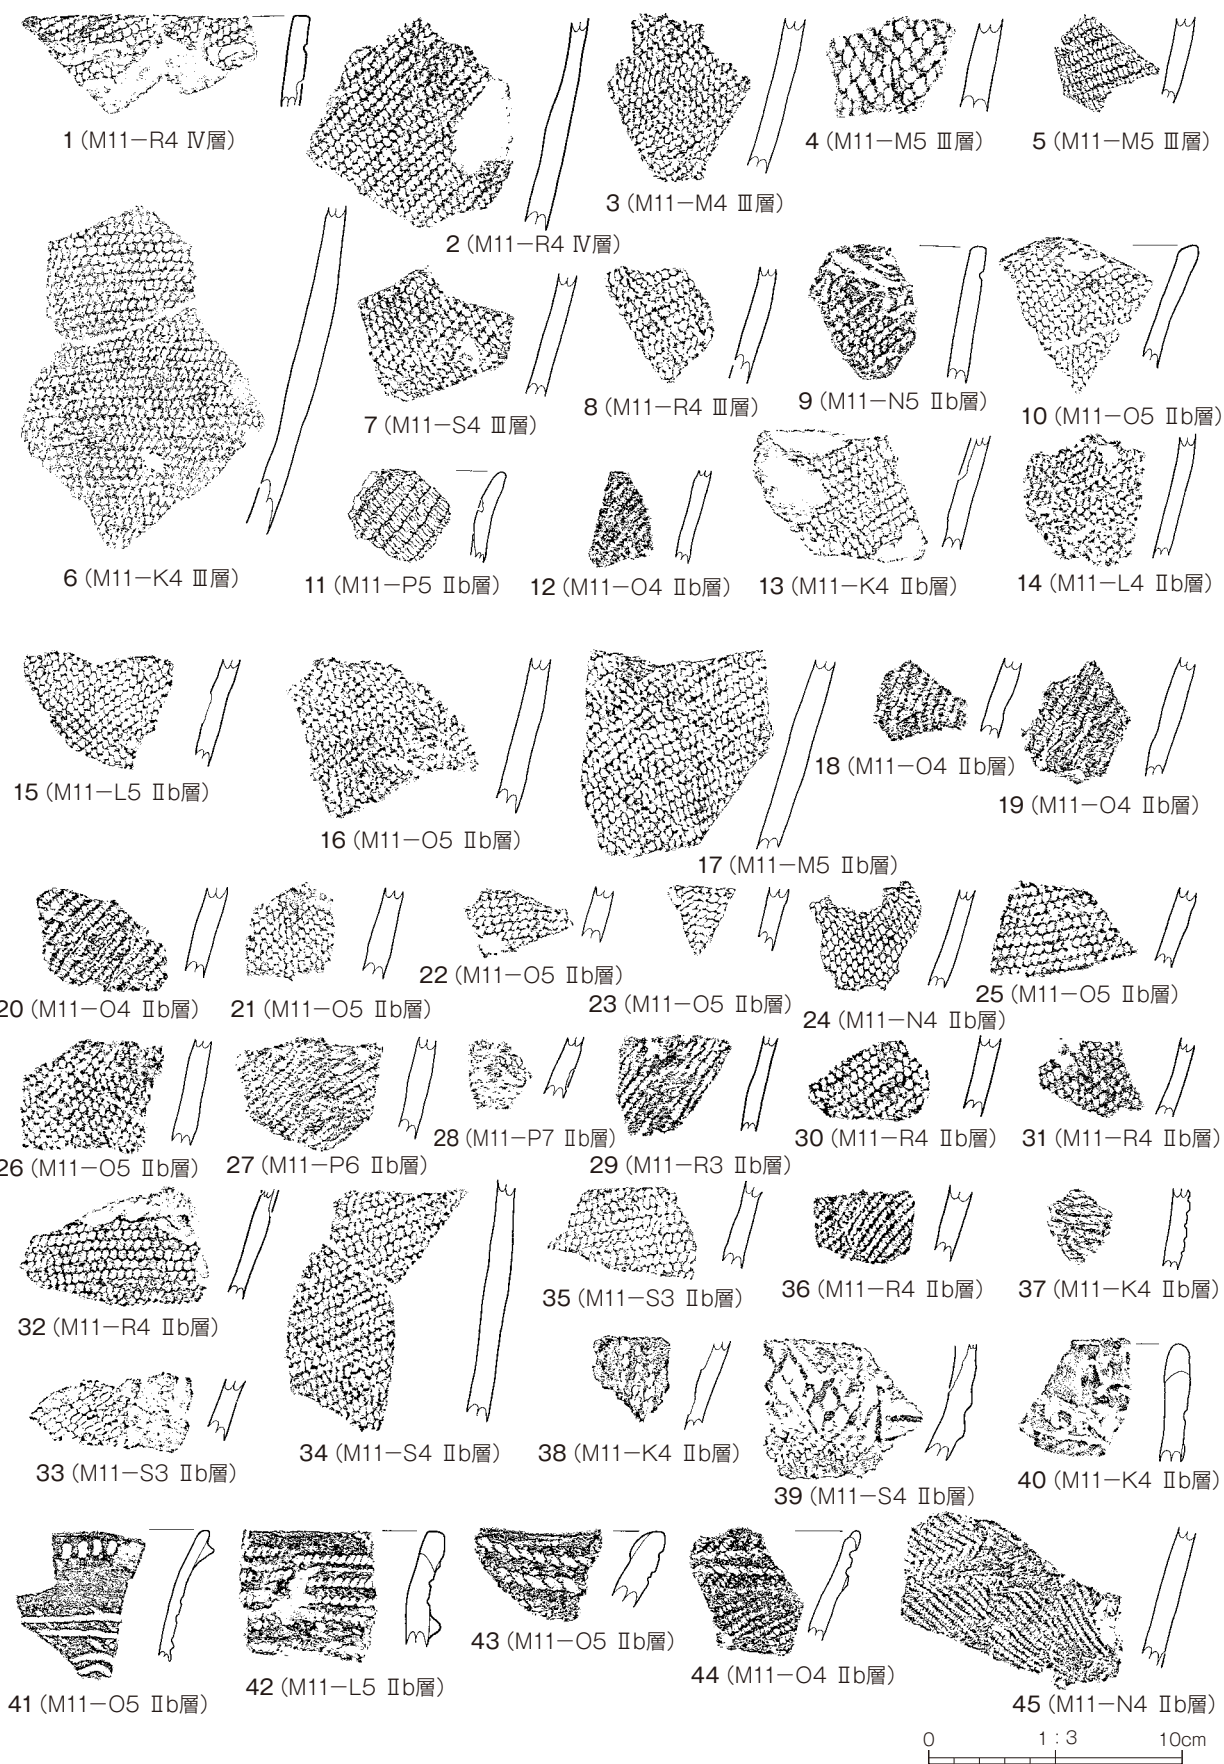 1 (M11−R4 Ⅳ層)
2 (M11−R4 Ⅳ層)
3 (M11−M4 Ⅲ層)
4 (M11−M5 Ⅲ層)
5 (M11−M5 Ⅲ層)
6 (M11−K4 Ⅲ層)
7 (M11−S4 Ⅲ層)
8 (M11−R4 Ⅲ層)
9 (M11−N5 Ⅱb層)
10 (M11−O5 Ⅱb層)
11 (M11−P5 Ⅱb層)
12 (M11−O4 Ⅱb層)
13 (M11−K4 Ⅱb層)
14 (M11−L4 Ⅱb層)
15 (M11−L5 Ⅱb層)
16 (M11−O5 Ⅱb層)
17 (M11−M5 Ⅱb層)
18 (M11−O4 Ⅱb層)
19 (M11−O4 Ⅱb層)
20 (M11−O4 Ⅱb層)
21 (M11−O5 Ⅱb層)
22 (M11−O5 Ⅱb層)
23 (M11−O5 Ⅱb層)
24 (M11−N4 Ⅱb層)
25 (M11−O5 Ⅱb層)
26 (M11−O5 Ⅱb層)
27 (M11−P6 Ⅱb層)
28 (M11−P7 Ⅱb層)
29 (M11−R3 Ⅱb層)
30 (M11−R4 Ⅱb層)
31 (M11−R4 Ⅱb層)
32 (M11−R4 Ⅱb層)
33 (M11−S3 Ⅱb層)
34 (M11−S4 Ⅱb層)
35 (M11−S3 Ⅱb層)
36 (M11−R4 Ⅱb層)
37 (M11−K4 Ⅱb層)
38 (M11−K4 Ⅱb層)
39 (M11−S4 Ⅱb層)
40 (M11−K4 Ⅱb層)
41 (M11−O5 Ⅱb層)
42 (M11−L5 Ⅱb層)
43 (M11−O5 Ⅱb層)
44 (M11−O4 Ⅱb層)
45 (M11−N4 Ⅱb層)
0 1:3 10cm